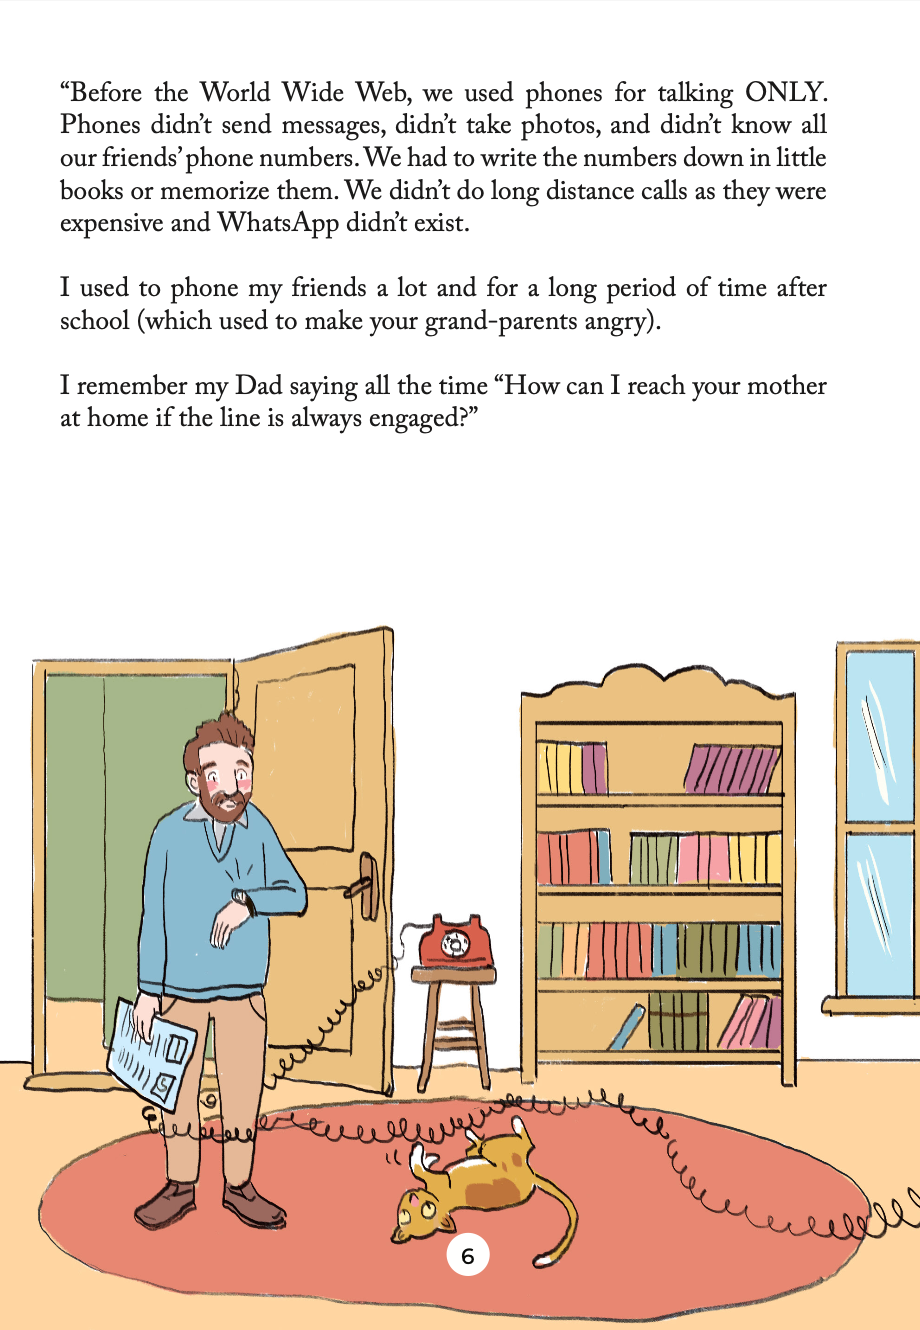 “Before the World Wide Web, we used phones for talking ONLY.
Phones didn’t send messages, didn’t take photos, and didn’t know all
our friends’ phone numbers. We had to write the numbers down in little
books or memorize them. We didn’t do long distance calls as they were
expensive and WhatsApp didn’t exist.
I used to phone my friends a lot and for a long period of time after
school (which used to make your grand-parents angry).
I remember my Dad saying all the time “How can I reach your mother
at home if the line is always engaged?”
6